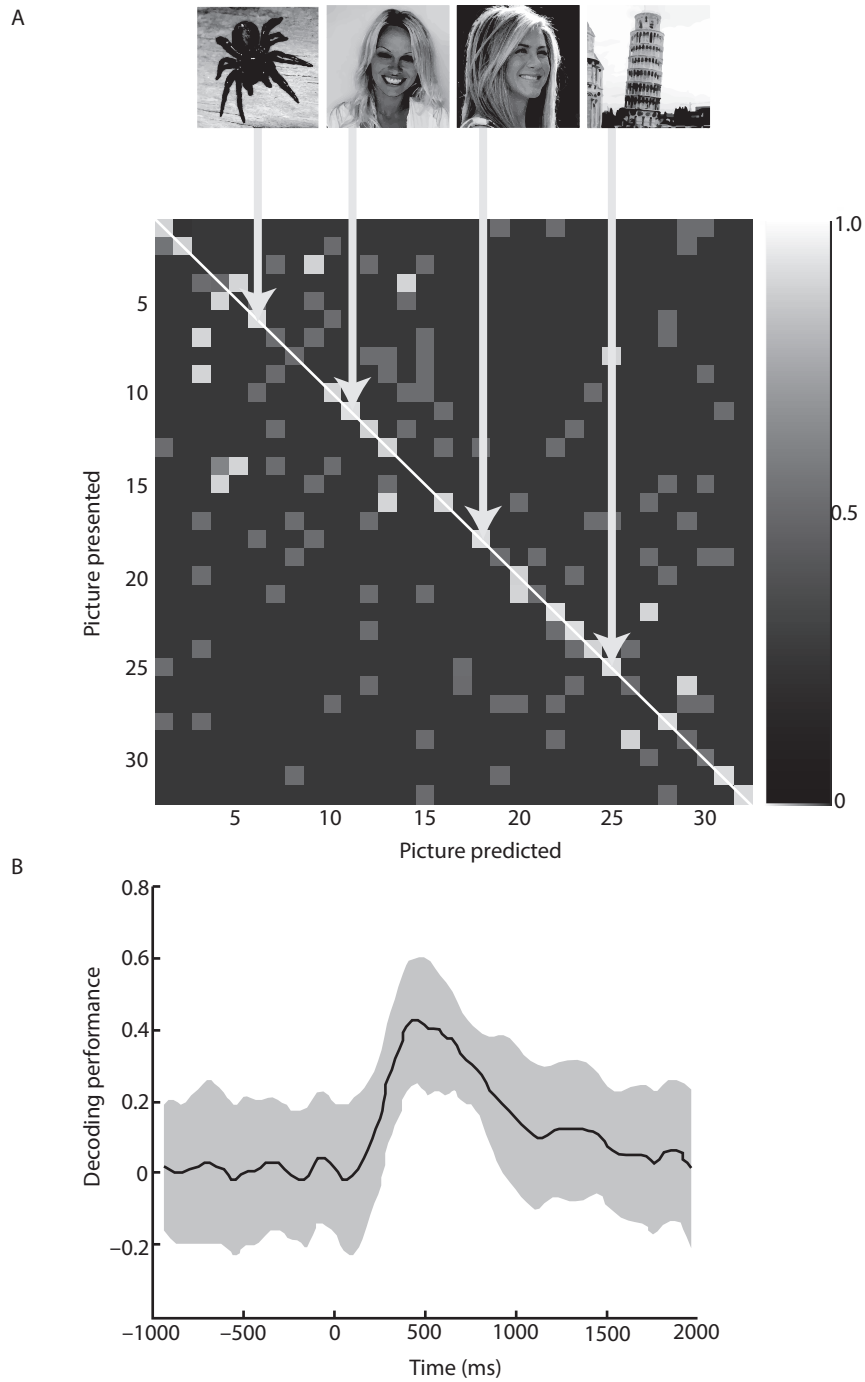 A
1.0
0.5
0
Picture presented
5
10
15
20
25
30
5 10 15 20 25 30
Picture predicted
B
Decoding performance
0.8
0.6
0.4
0.2
0
−0.2
−1000 −500 0 500 1000 1500 2000
Time (ms)